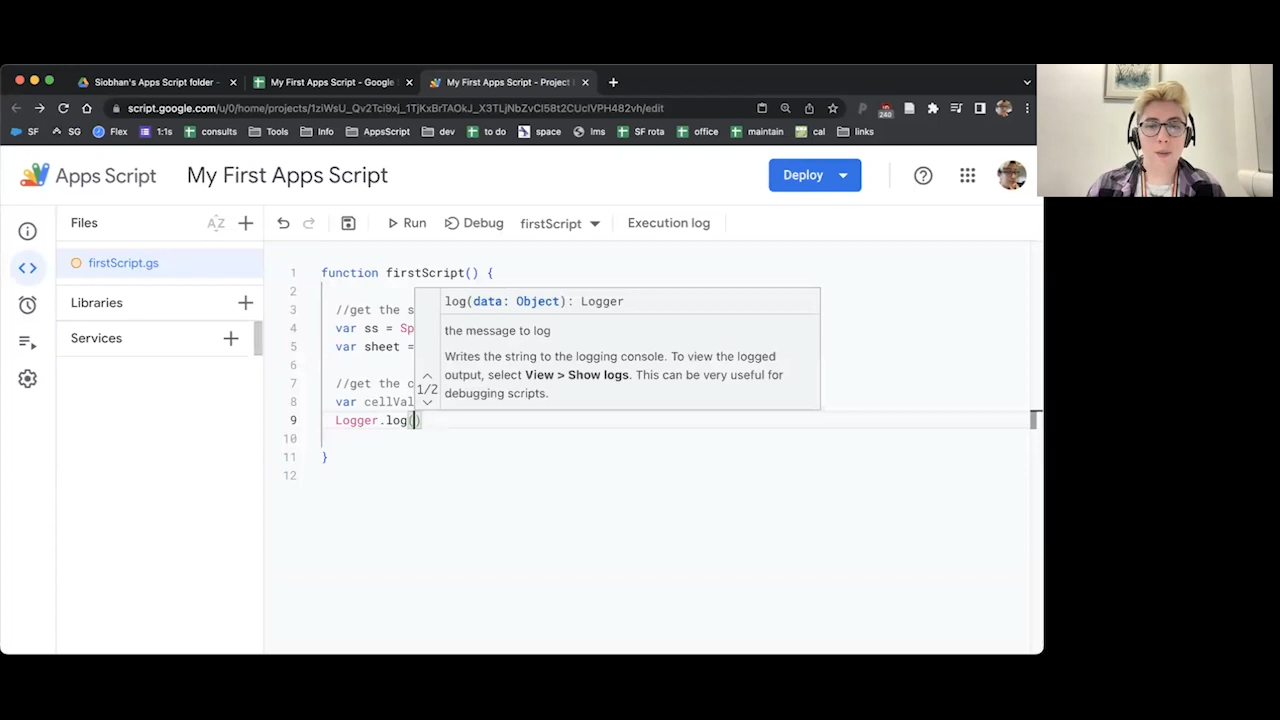 Siobhan's Apps Script folder -
My First Apps Script - Google
My First Apps Script - Project
script.google.com/u/0/home/projects/1ziWsU_Qv2Tci9xj_1TjKxBrTAOkJ_X3TLjNbZvCl58t2CUclVPH482vh/edit
240
SF
SG
Flex
1:1s
consults
Tools
Info
AppsScript
dev
to do
space
lms
SF rota
office
maintain
cal
links
Apps Script
My First Apps Script
Deploy
Files
AZ
Run
Debug
firstScript
Execution log
firstScript.gs
Libraries
Services
1 function firstScript() {
2
3 //get the s
4 var ss = Sp
5 var sheet =
6
7 //get the c
8 var cellVal
9 Logger.log()
10
11 }
12
log(data: Object): Logger
the message to log
Writes the string to the logging console. To view the logged
output, select View > Show logs. This can be very useful for
debugging scripts.
1/2